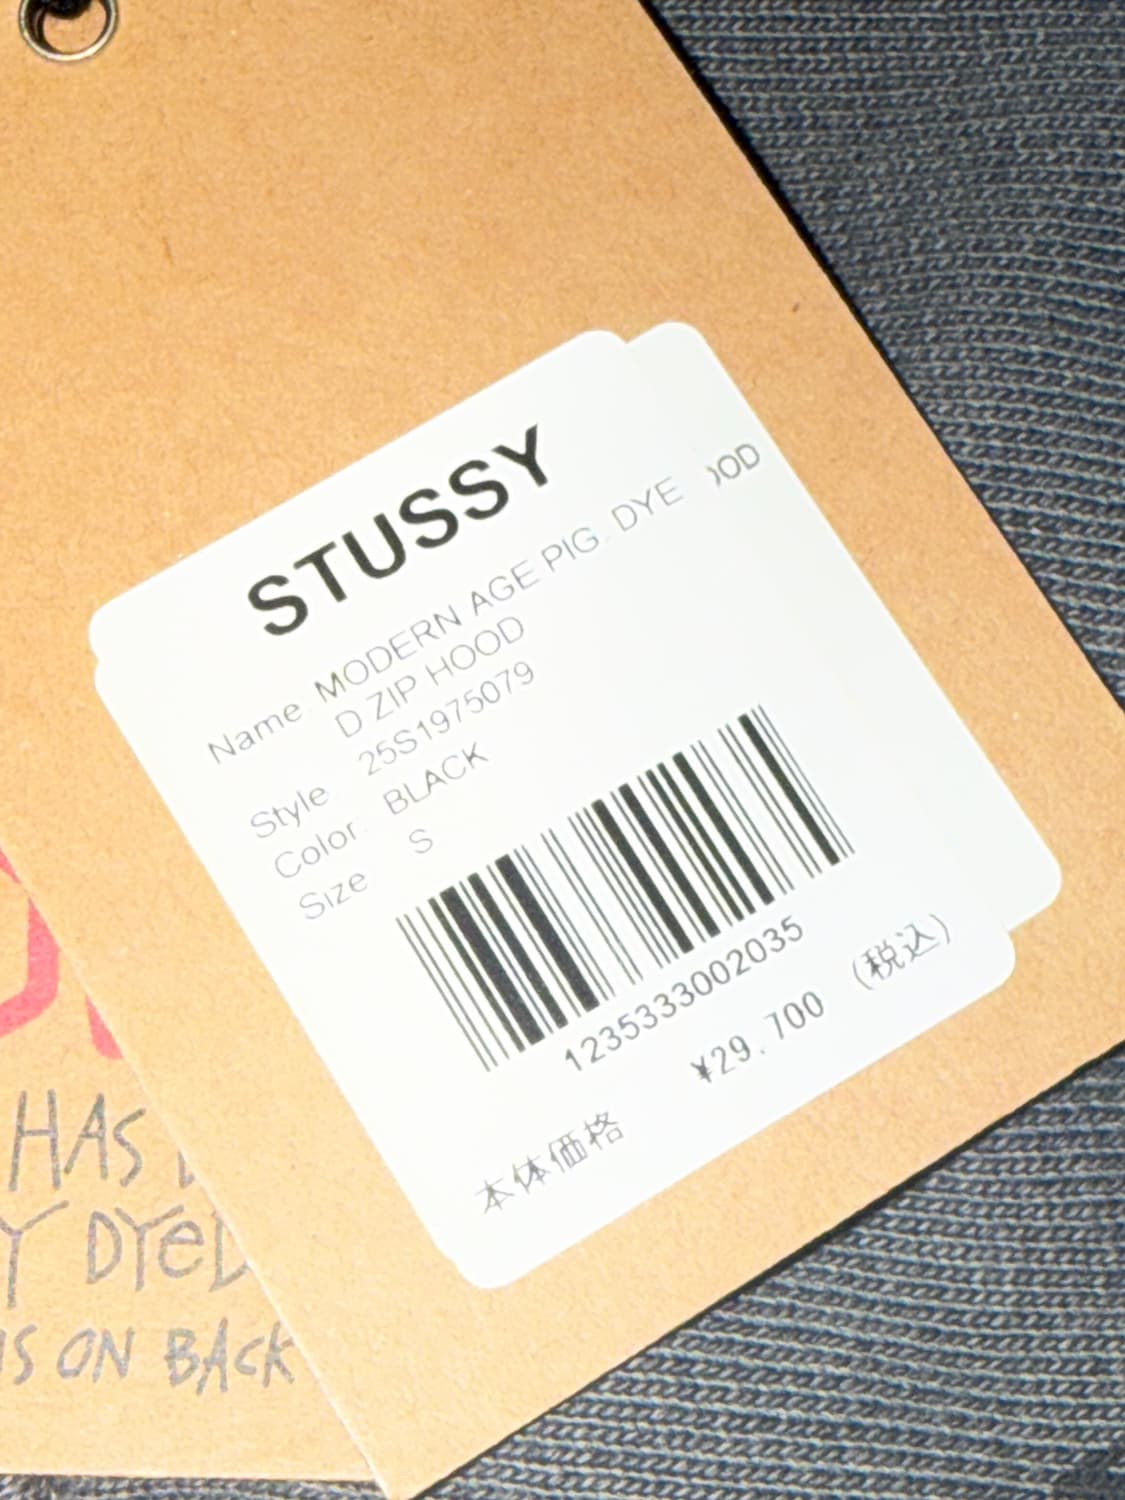 STUSSY
Name MODERN AGE PIG. DYE
D ZIP HOOD
Style 25S1975079
Color BLACK
Size S
1235333002035
¥29,700 (税込)
本体価格
HAS
DYED
IS ON BACK